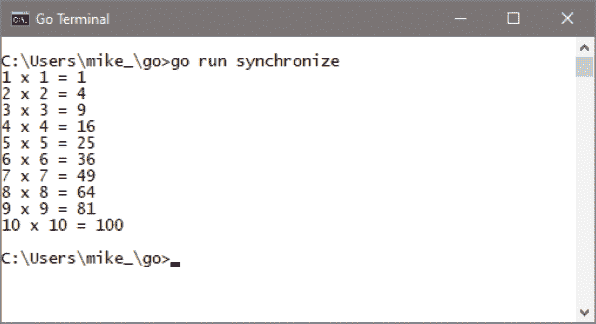 Go Terminal
C:\Users\mike_\go>go run synchronize
1 x 1 = 1
2 x 2 = 4
3 x 3 = 9
4 x 4 = 16
5 x 5 = 25
6 x 6 = 36
7 x 7 = 49
8 x 8 = 64
9 x 9 = 81
10 x 10 = 100
C:\Users\mike_\go>